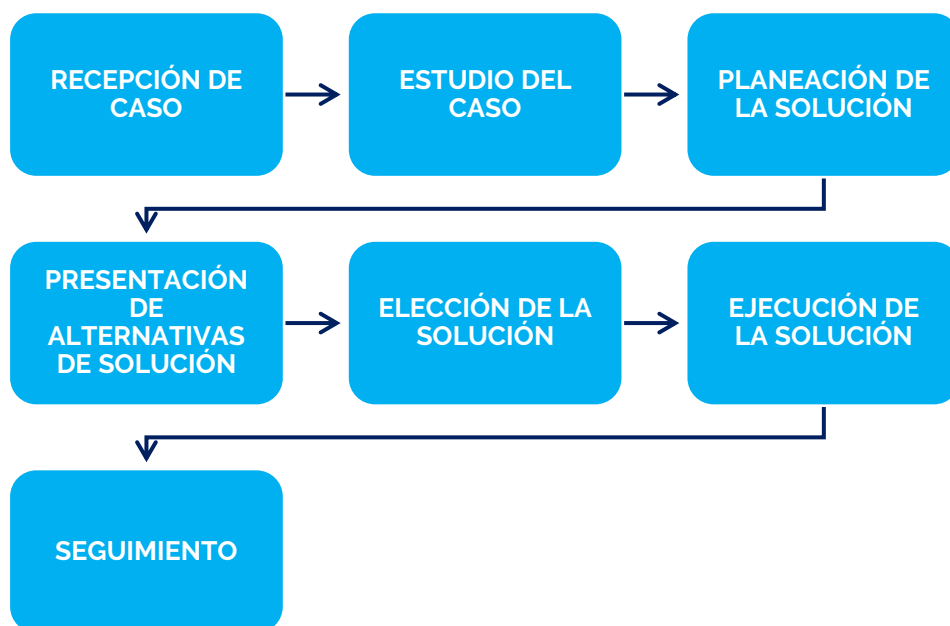 RECEPCIÓN DE
CASO
ESTUDIO DEL
CASO
PLANEACIÓN DE
LA SOLUCIÓN
PRESENTACIÓN
DE
ALTERNATIVAS
DE SOLUCIÓN
ELECCIÓN DE LA
SOLUCIÓN
EJECUCIÓN DE
LA SOLUCIÓN
SEGUIMIENTO